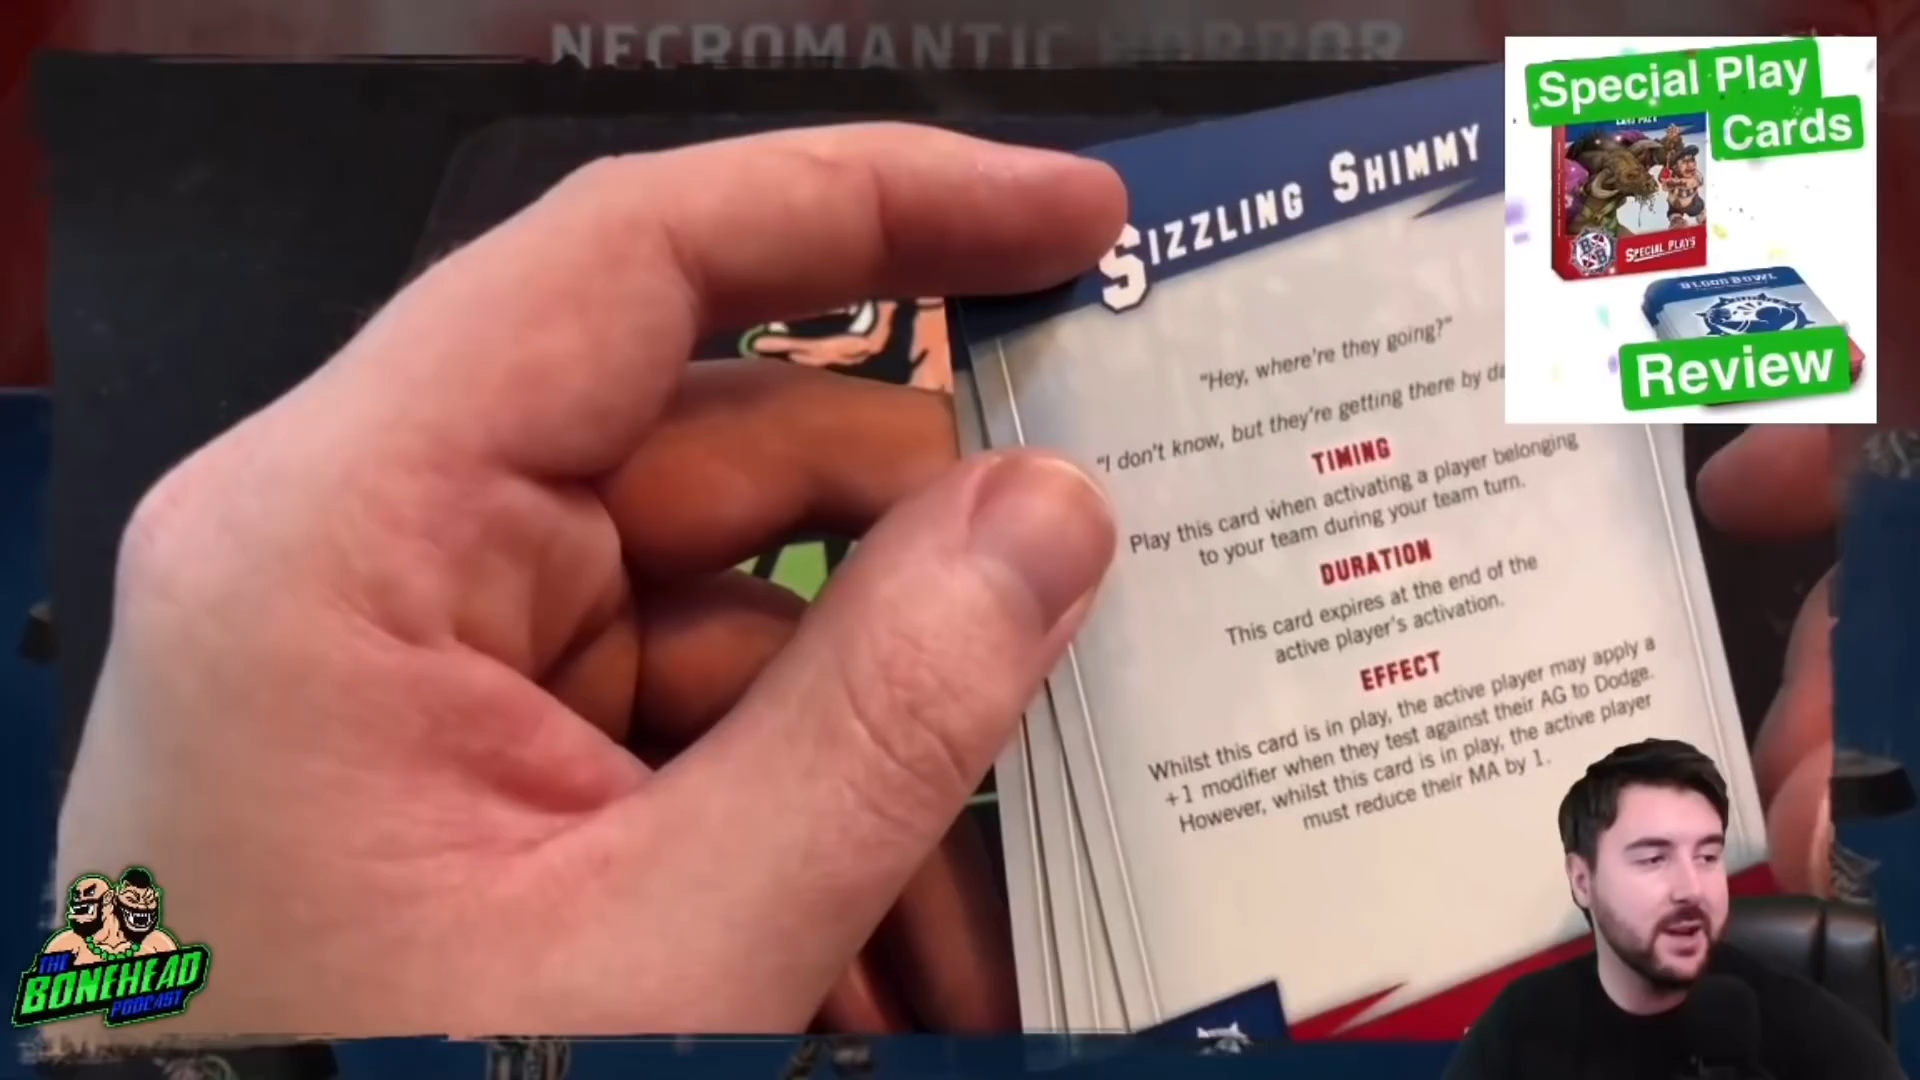 NECROMANTIC HORROR
Special Play
Cards
SPECIAL PLAYS
BLOOD BOWL
Review
SIZZLING SHIMMY
"Hey, where're they going?"
"I don't know, but they're getting there by
TIMING
Play this card when activating a player belonging
to your team during your team turn.
DURATION
This card expires at the end of the
active player's activation.
EFFECT
Whilst this card is in play, the active player may apply a
+1 modifier when they test against their AG to Dodge.
However, whilst this card is in play, the active player
must reduce their MA by 1.
THE
BONEHEAD
PODCAST